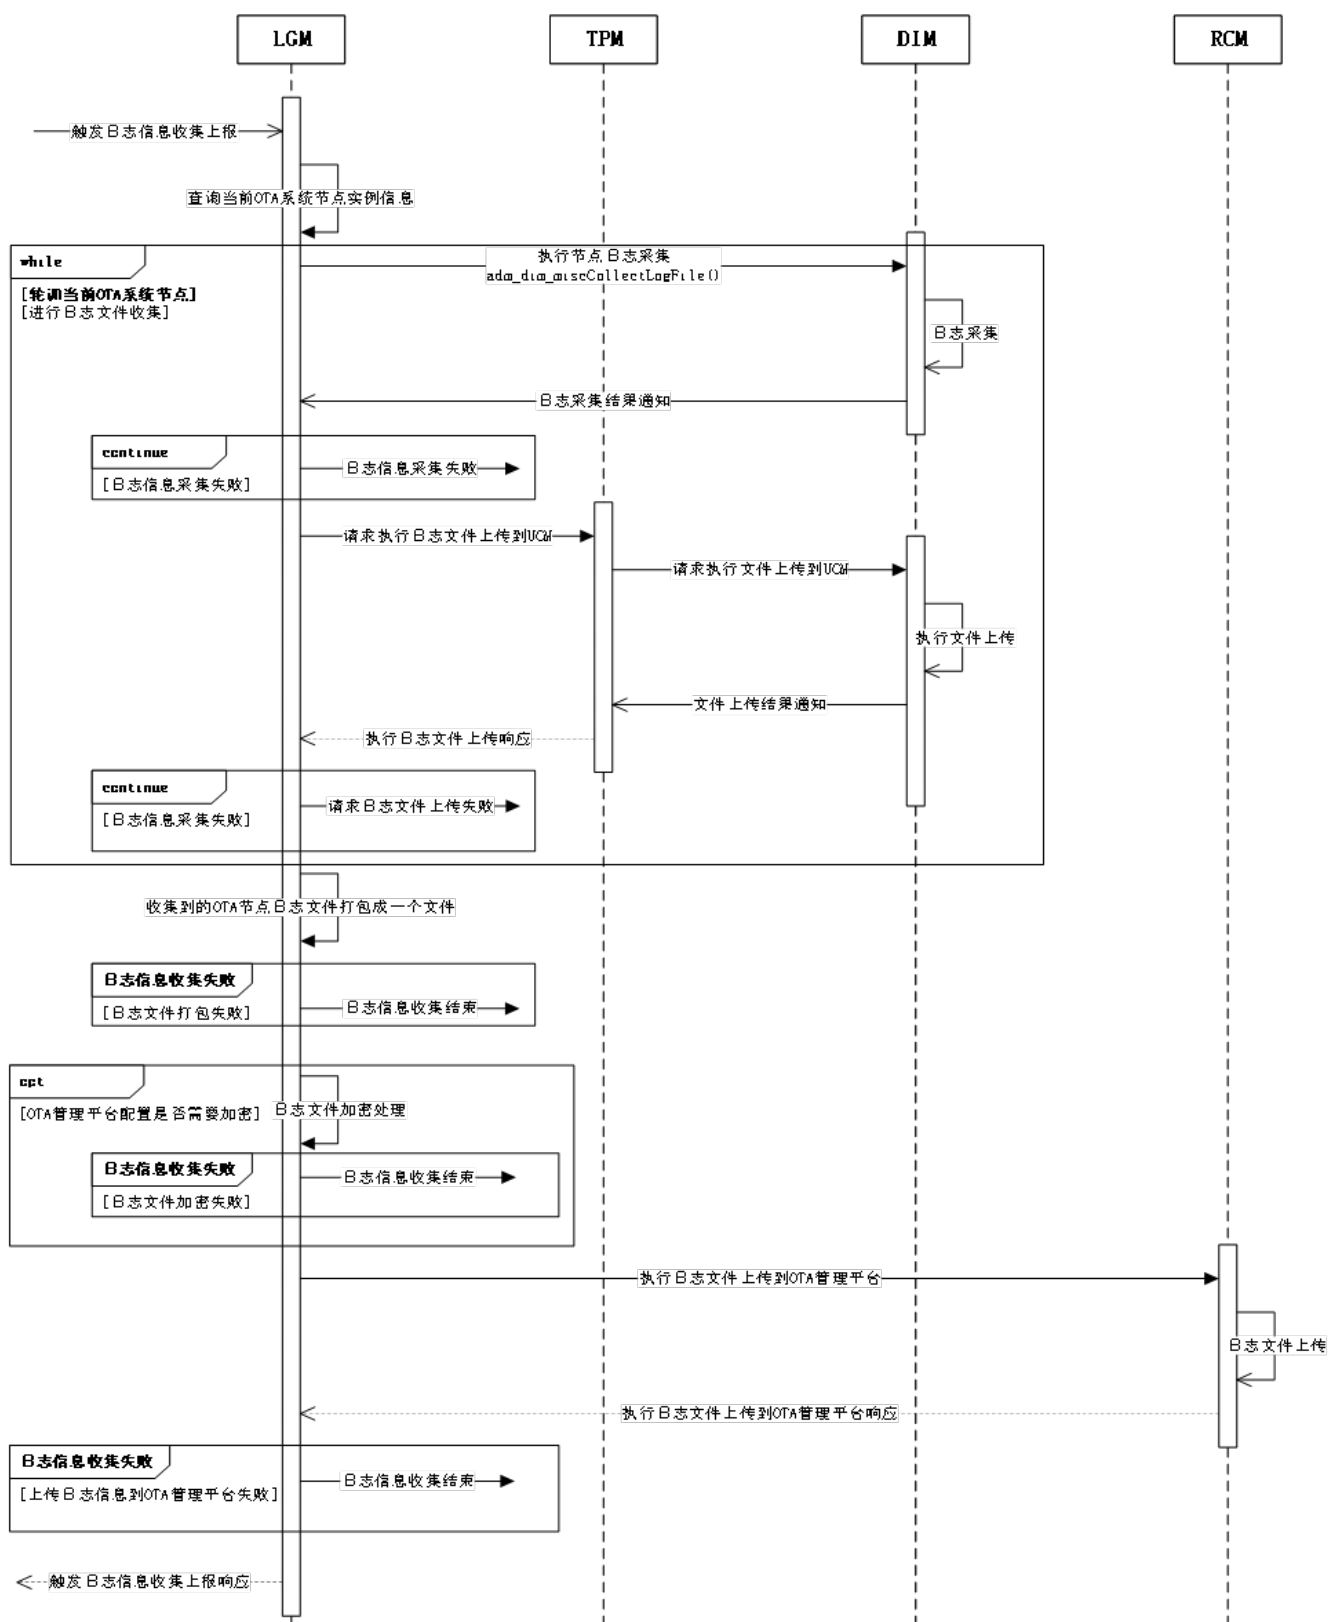 LGM
TPM
DIM
RCM
触发日志信息收集上报
查询当前OTA系统节点实例信息
while
[轮训当前OTA系统节点]
[进行日志文件收集]
执行节点日志采集
adm_dim_miscCollectLogFile()
日志采集
日志采集结果通知
continue
[日志信息采集失败]
日志信息采集失败
请求执行日志文件上传到UCM
请求执行文件上传到UCM
执行文件上传
文件上传结果通知
执行日志文件上传响应
continue
[日志信息采集失败]
请求日志文件上传失败
收集到的OTA节点日志文件打包成一个文件
日志信息收集失败
[日志文件打包失败]
日志信息收集结束
opt
[OTA管理平台配置是否需要加密]
日志文件加密处理
日志信息收集失败
[日志文件加密失败]
日志信息收集结束
执行日志文件上传到OTA管理平台
日志文件上传
执行日志文件上传到OTA管理平台响应
日志信息收集失败
[上传日志信息到OTA管理平台失败]
日志信息收集结束
触发日志信息收集上报响应